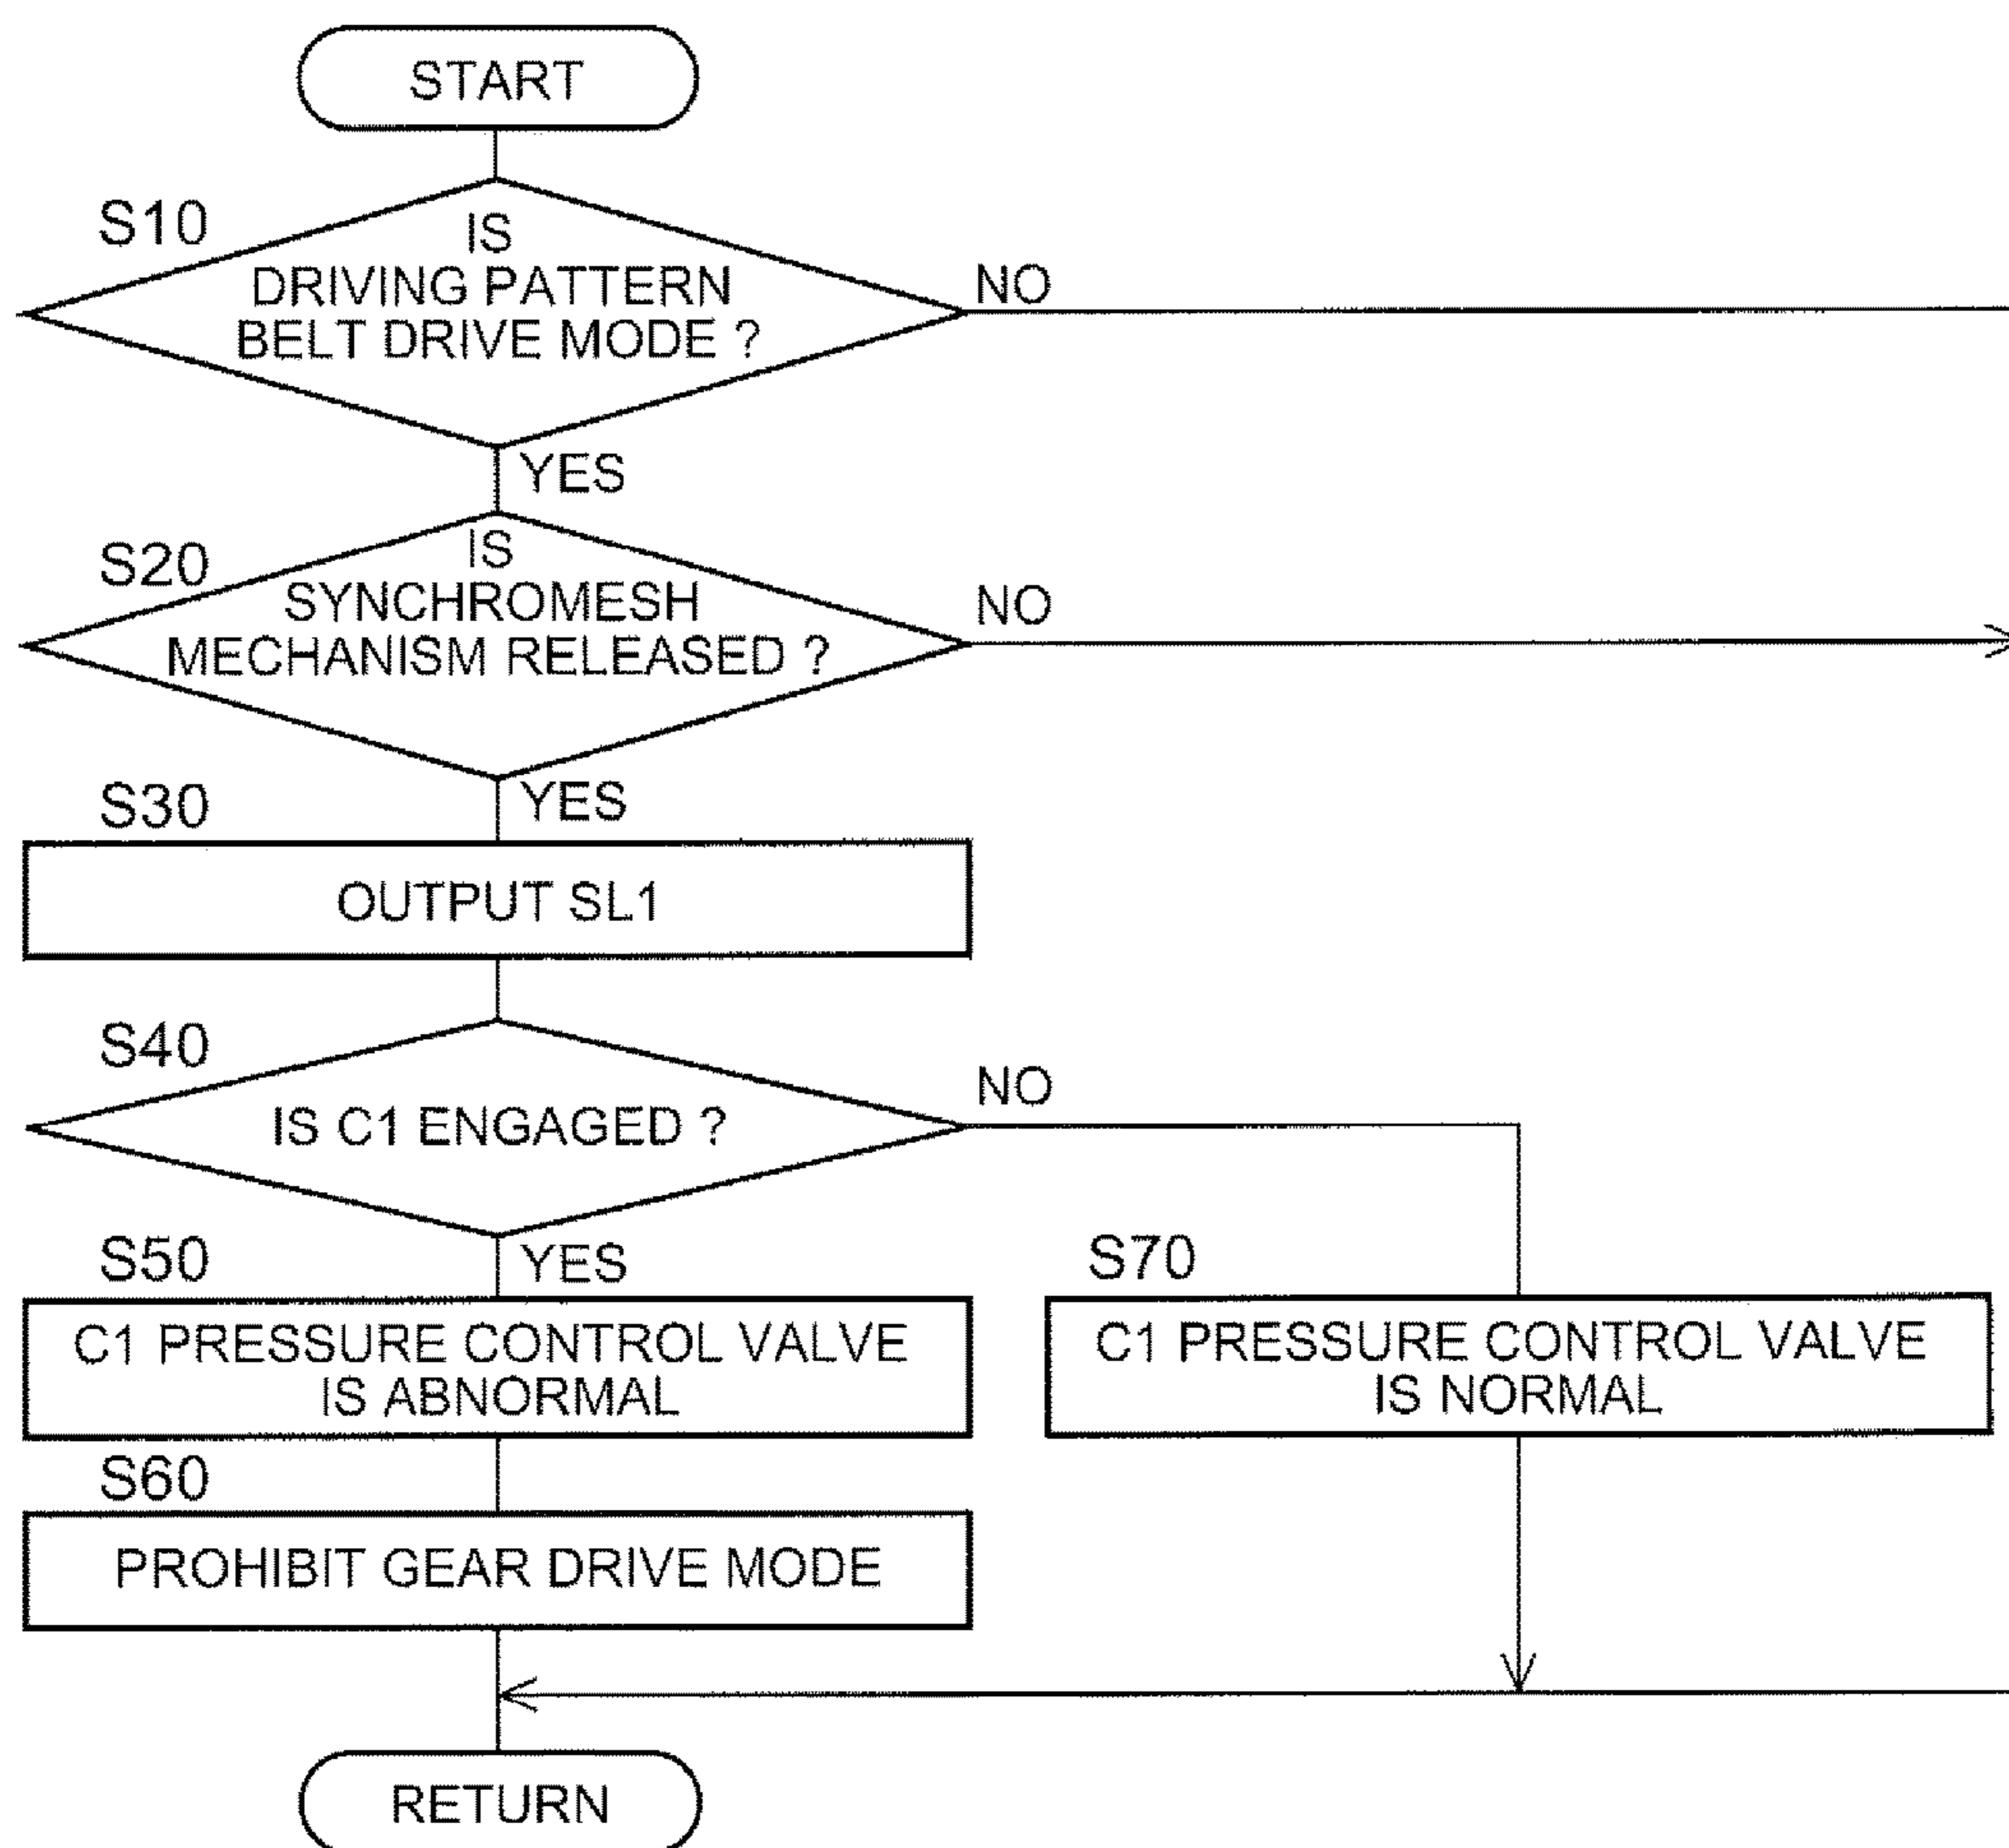 START
S10
IS
DRIVING PATTERN
BELT DRIVE MODE ?
NO
YES
S20
IS
SYNCHROMESH
MECHANISM RELEASED ?
NO
YES
S30
OUTPUT SL1
S40
IS C1 ENGAGED ?
NO
YES
S50
C1 PRESSURE CONTROL VALVE
IS ABNORMAL
S70
C1 PRESSURE CONTROL VALVE
IS NORMAL
S60
PROHIBIT GEAR DRIVE MODE
RETURN